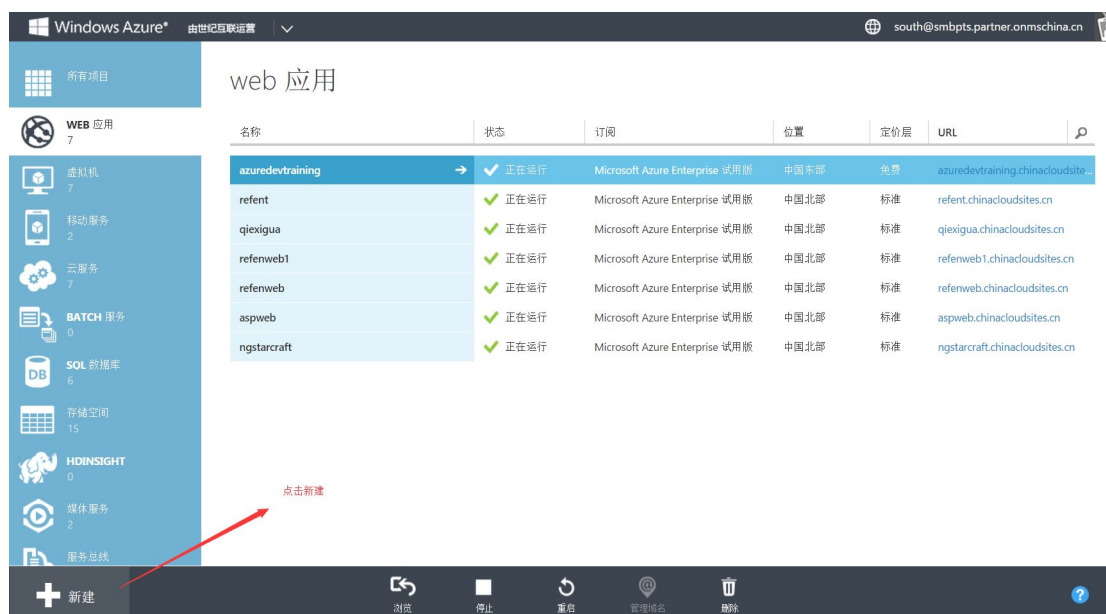 Windows Azure* 由世纪互联运营
south@smbpts.partner.onmschina.cn
所有项目
WEB 应用
7
虚拟机
7
移动服务
2
云服务
7
BATCH 服务
0
DB
SQL 数据库
6
存储空间
15
HDINSIGHT
0
媒体服务
2
服务总线
web 应用
名称 状态 订阅 位置 定价层 URL
azuredevtraining 正在运行 Microsoft Azure Enterprise 试用版 中国东部 免费 azuredevtraining.chinacloudsite...
refent 正在运行 Microsoft Azure Enterprise 试用版 中国北部 标准 refent.chinacloudsites.cn
qiexigua 正在运行 Microsoft Azure Enterprise 试用版 中国北部 标准 qiexigua.chinacloudsites.cn
refenweb1 正在运行 Microsoft Azure Enterprise 试用版 中国北部 标准 refenweb1.chinacloudsites.cn
refenweb 正在运行 Microsoft Azure Enterprise 试用版 中国北部 标准 refenweb.chinacloudsites.cn
aspweb 正在运行 Microsoft Azure Enterprise 试用版 中国北部 标准 aspweb.chinacloudsites.cn
ngstarcraft 正在运行 Microsoft Azure Enterprise 试用版 中国北部 标准 ngstarcraft.chinacloudsites.cn
点击新建
新建 浏览 停止 重启 管理域名 删除 ?